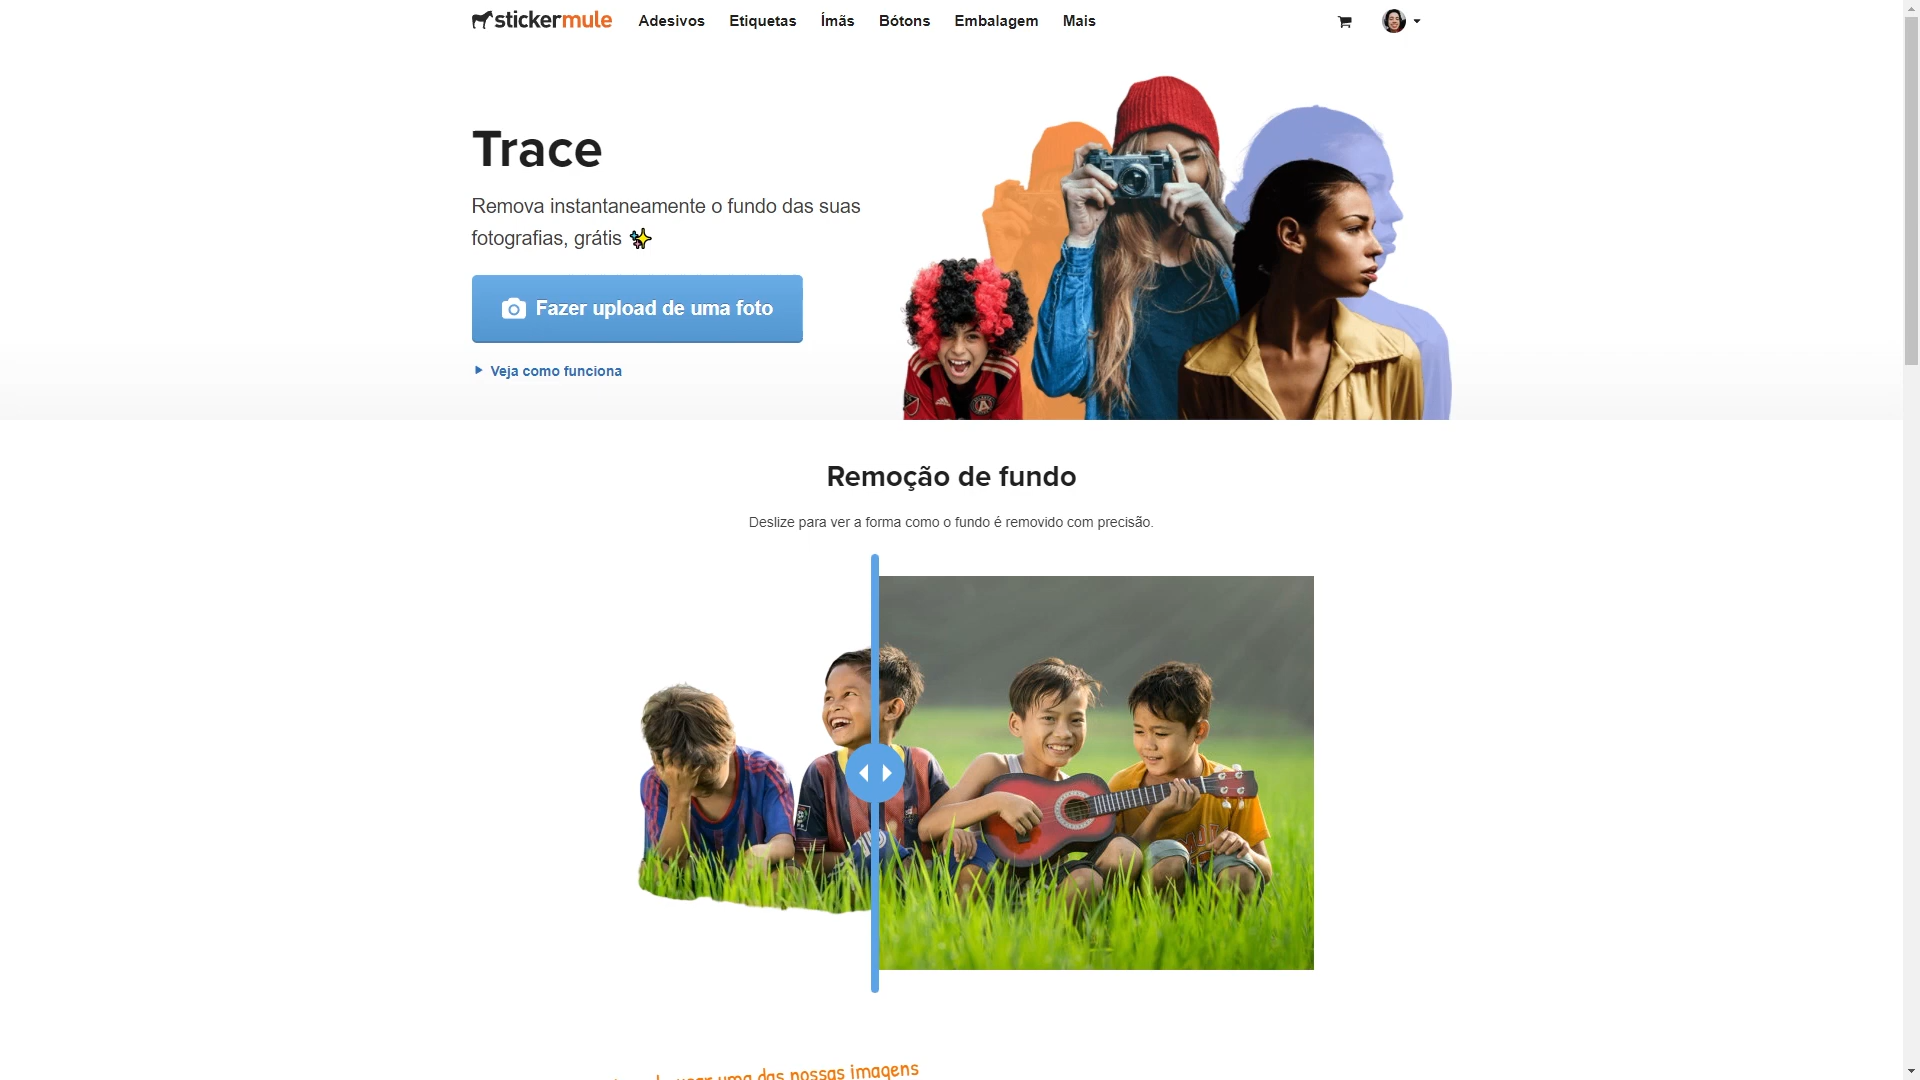 stickermule Adesivos Etiquetas Ímãs Bótons Embalagem Mais
Trace
Remova instantaneamente o fundo das suas
fotografias, grátis
Fazer upload de uma foto
Veja como funciona
Remoção de fundo
Deslize para ver a forma como o fundo é removido com precisão.
usar uma das nossas imagens